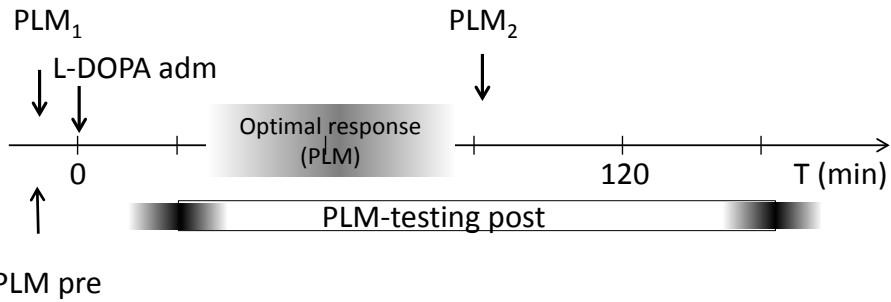 PLM1
PLM2
L-DOPA adm
Optimal response
(PLM)
0
120
T (min)
PLM-testing post
PLM pre